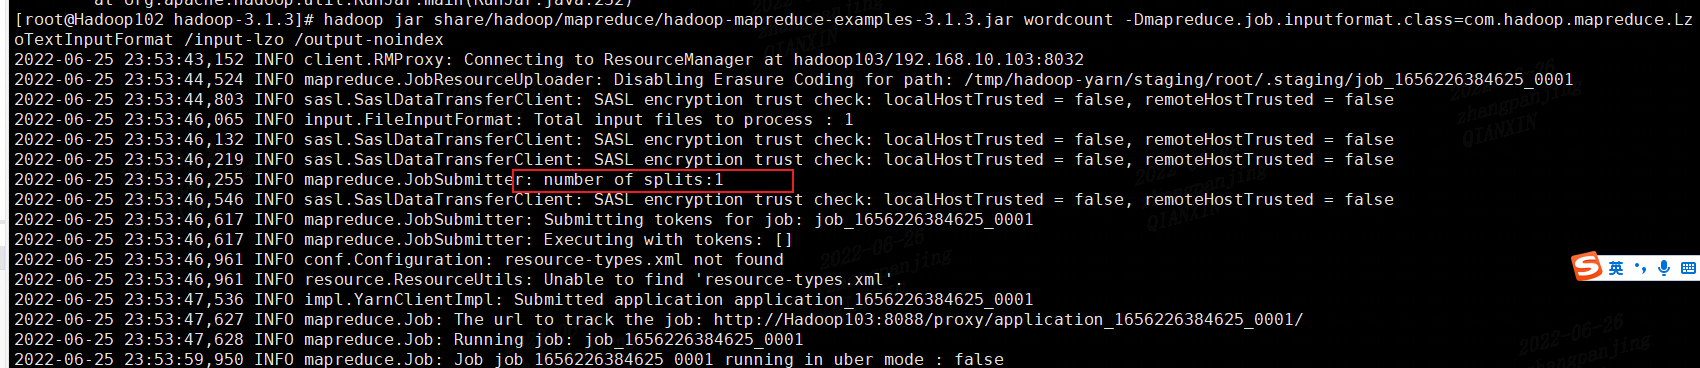 at org.apache.hadoop.util.RunJar.main(RunJar.java:232)
[root@Hadoop102 hadoop-3.1.3]# hadoop jar share/hadoop/mapreduce/hadoop-mapreduce-examples-3.1.3.jar wordcount -Dmapreduce.job.inputformat.class=com.hadoop.mapreduce.Lz
oTextInputFormat /input-lzo /output-noindex
2022-06-25 23:53:43,152 INFO client.RMProxy: Connecting to ResourceManager at hadoop103/192.168.10.103:8032
2022-06-25 23:53:44,524 INFO mapreduce.JobResourceUploader: Disabling Erasure Coding for path: /tmp/hadoop-yarn/staging/root/.staging/job_1656226384625_0001
2022-06-25 23:53:44,803 INFO sasl.SaslDataTransferClient: SASL encryption trust check: localHostTrusted = false, remoteHostTrusted = false
2022-06-25 23:53:46,065 INFO input.FileInputFormat: Total input files to process : 1
2022-06-25 23:53:46,132 INFO sasl.SaslDataTransferClient: SASL encryption trust check: localHostTrusted = false, remoteHostTrusted = false
2022-06-25 23:53:46,219 INFO sasl.SaslDataTransferClient: SASL encryption trust check: localHostTrusted = false, remoteHostTrusted = false
2022-06-25 23:53:46,255 INFO mapreduce.JobSubmitter: number of splits:1
2022-06-25 23:53:46,546 INFO sasl.SaslDataTransferClient: SASL encryption trust check: localHostTrusted = false, remoteHostTrusted = false
2022-06-25 23:53:46,617 INFO mapreduce.JobSubmitter: Submitting tokens for job: job_1656226384625_0001
2022-06-25 23:53:46,617 INFO mapreduce.JobSubmitter: Executing with tokens: []
2022-06-25 23:53:46,961 INFO conf.Configuration: resource-types.xml not found
2022-06-25 23:53:46,961 INFO resource.ResourceUtils: Unable to find 'resource-types.xml'.
2022-06-25 23:53:47,536 INFO impl.YarnClientImpl: Submitted application application_1656226384625_0001
2022-06-25 23:53:47,627 INFO mapreduce.Job: The url to track the job: http://Hadoop103:8088/proxy/application_1656226384625_0001/
2022-06-25 23:53:47,628 INFO mapreduce.Job: Running job: job_1656226384625_0001
2022-06-25 23:53:59,950 INFO mapreduce.Job: Job job_1656226384625_0001 running in uber mode : false
英
2022-06-26
zhangpanjing
QIANXIN